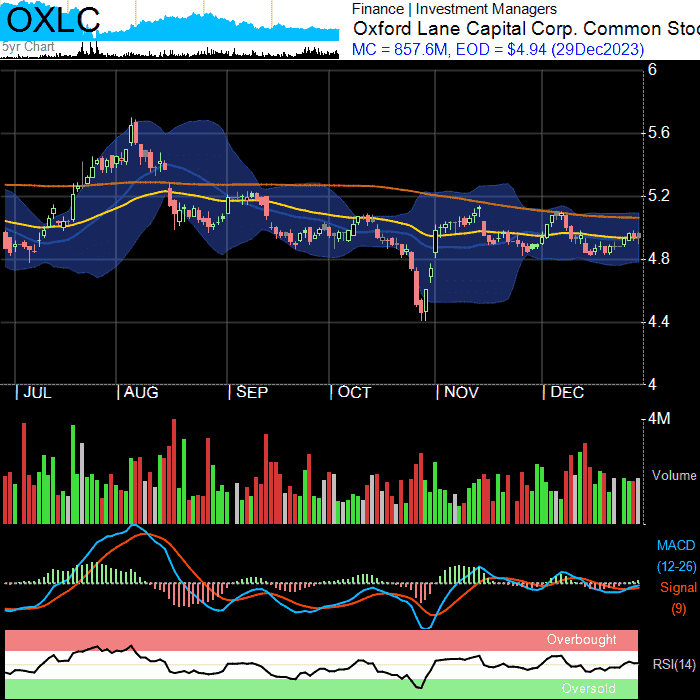 OXLC
5yr Chart
Finance | Investment Managers
Oxford Lane Capital Corp. Common Stoc
MC = 857.6M, EOD = $4.94 (29Dec2023)
6
5.6
5.2
4.8
4.4
4
| JUL | AUG | SEP | OCT | NOV | DEC
4M
Volume
MACD
(12-26)
Signal
(9)
Overbought
RSI(14)
Oversold